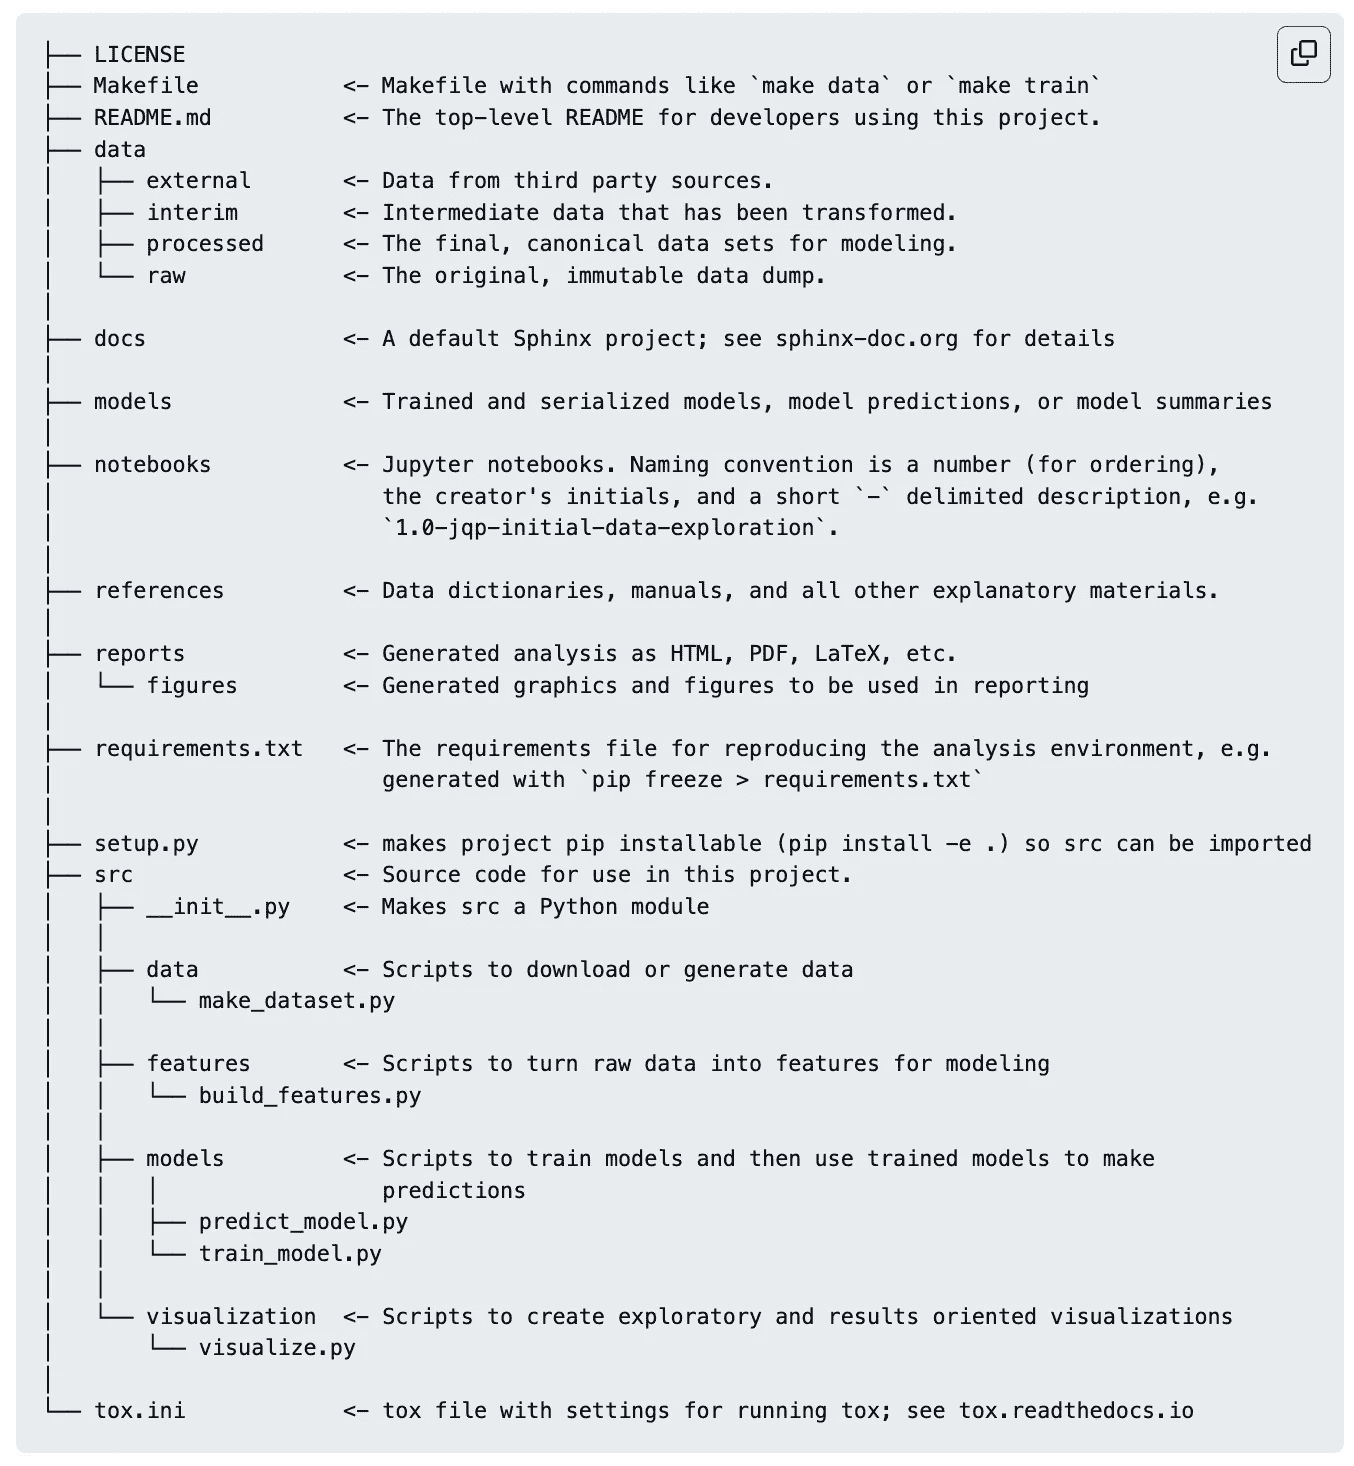 ├── LICENSE
├── Makefile           <- Makefile with commands like `make data` or `make train`
├── README.md          <- The top-level README for developers using this project.
├── data
│   ├── external       <- Data from third party sources.
│   ├── interim        <- Intermediate data that has been transformed.
│   ├── processed      <- The final, canonical data sets for modeling.
│   └── raw            <- The original, immutable data dump.
│
├── docs               <- A default Sphinx project; see sphinx-doc.org for details
│
├── models             <- Trained and serialized models, model predictions, or model summaries
│
├── notebooks          <- Jupyter notebooks. Naming convention is a number (for ordering),
│                         the creator's initials, and a short `-` delimited description, e.g.
│                         `1.0-jqp-initial-data-exploration`.
│
├── references         <- Data dictionaries, manuals, and all other explanatory materials.
│
├── reports            <- Generated analysis as HTML, PDF, LaTeX, etc.
│   └── figures        <- Generated graphics and figures to be used in reporting
│
├── requirements.txt   <- The requirements file for reproducing the analysis environment, e.g.
│                         generated with `pip freeze > requirements.txt`
│
├── setup.py           <- makes project pip installable (pip install -e .) so src can be imported
├── src                <- Source code for use in this project.
│   ├── __init__.py    <- Makes src a Python module
│   │
│   ├── data           <- Scripts to download or generate data
│   │   └── make_dataset.py
│   │
│   ├── features       <- Scripts to turn raw data into features for modeling
│   │   └── build_features.py
│   │
│   ├── models         <- Scripts to train models and then use trained models to make
│   │   │                 predictions
│   │   ├── predict_model.py
│   │   └── train_model.py
│   │
│   └── visualization  <- Scripts to create exploratory and results oriented visualizations
│       └── visualize.py
│
└── tox.ini            <- tox file with settings for running tox; see tox.readthedocs.io